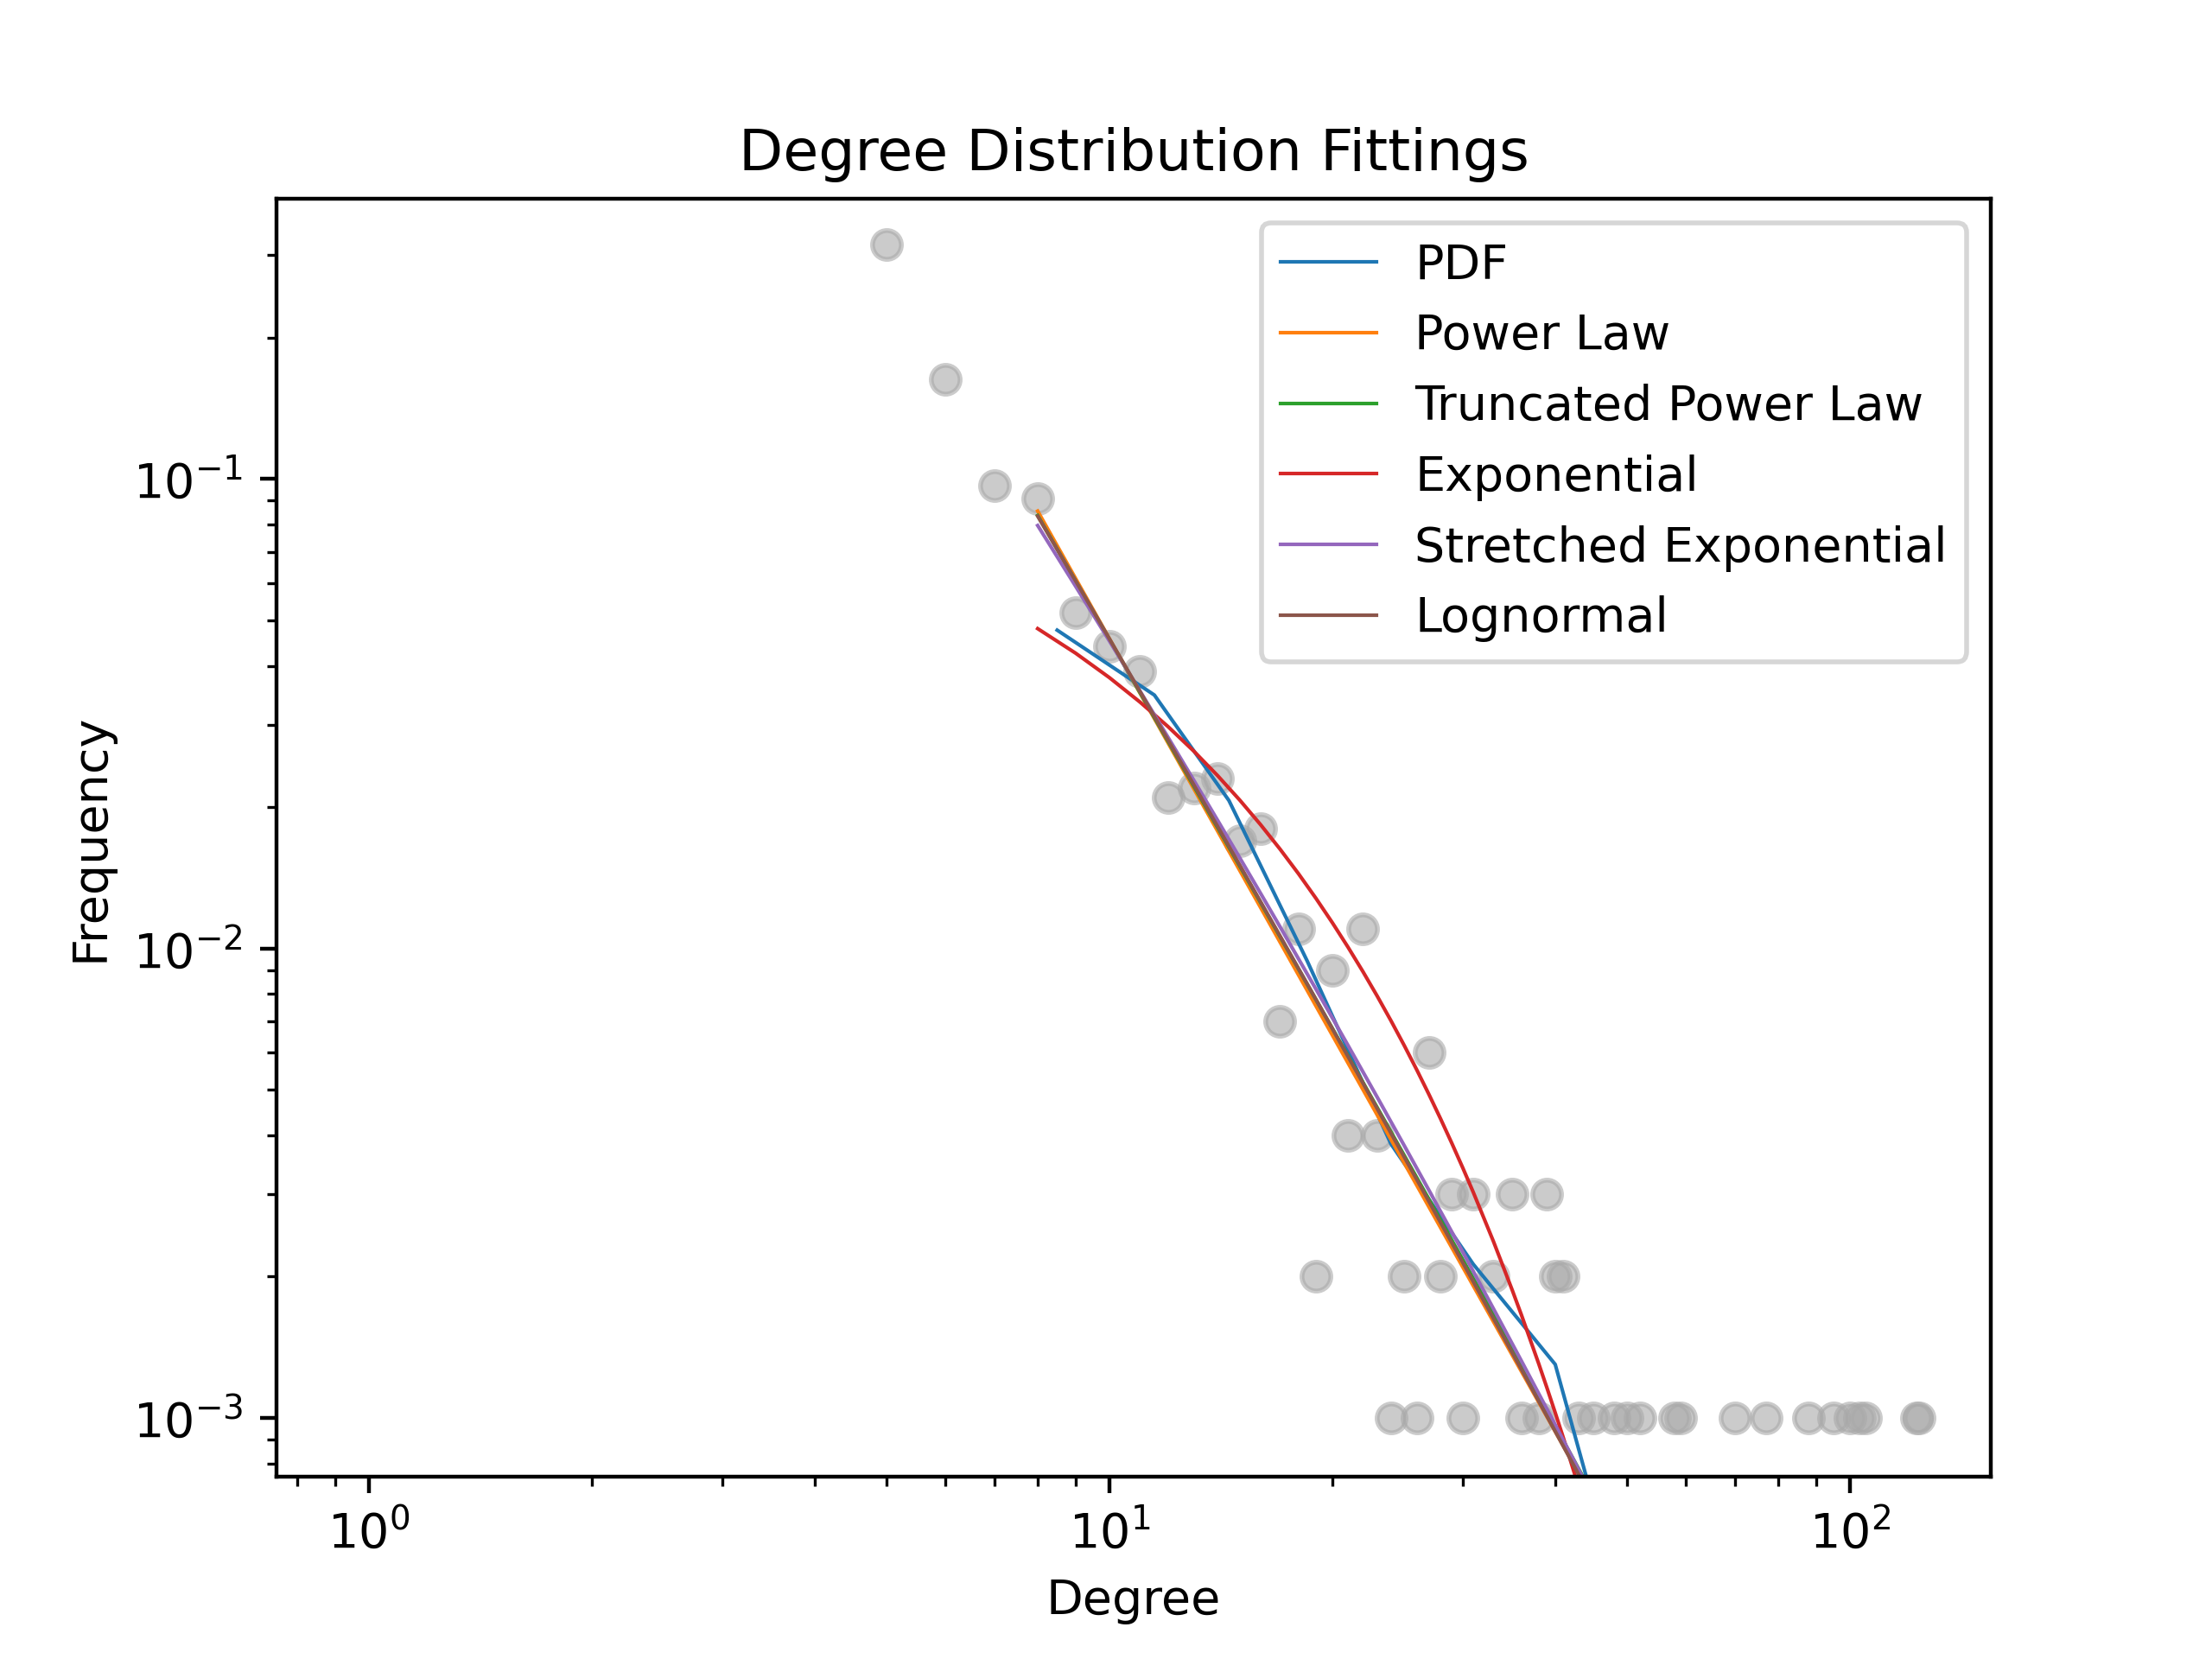 Degree Distribution Fittings
PDF
Power Law
Truncated Power Law
Exponential
Stretched Exponential
Lognormal
Frequency
10⁻¹
10⁻²
10⁻³
10⁰ 10¹ 10²
Degree